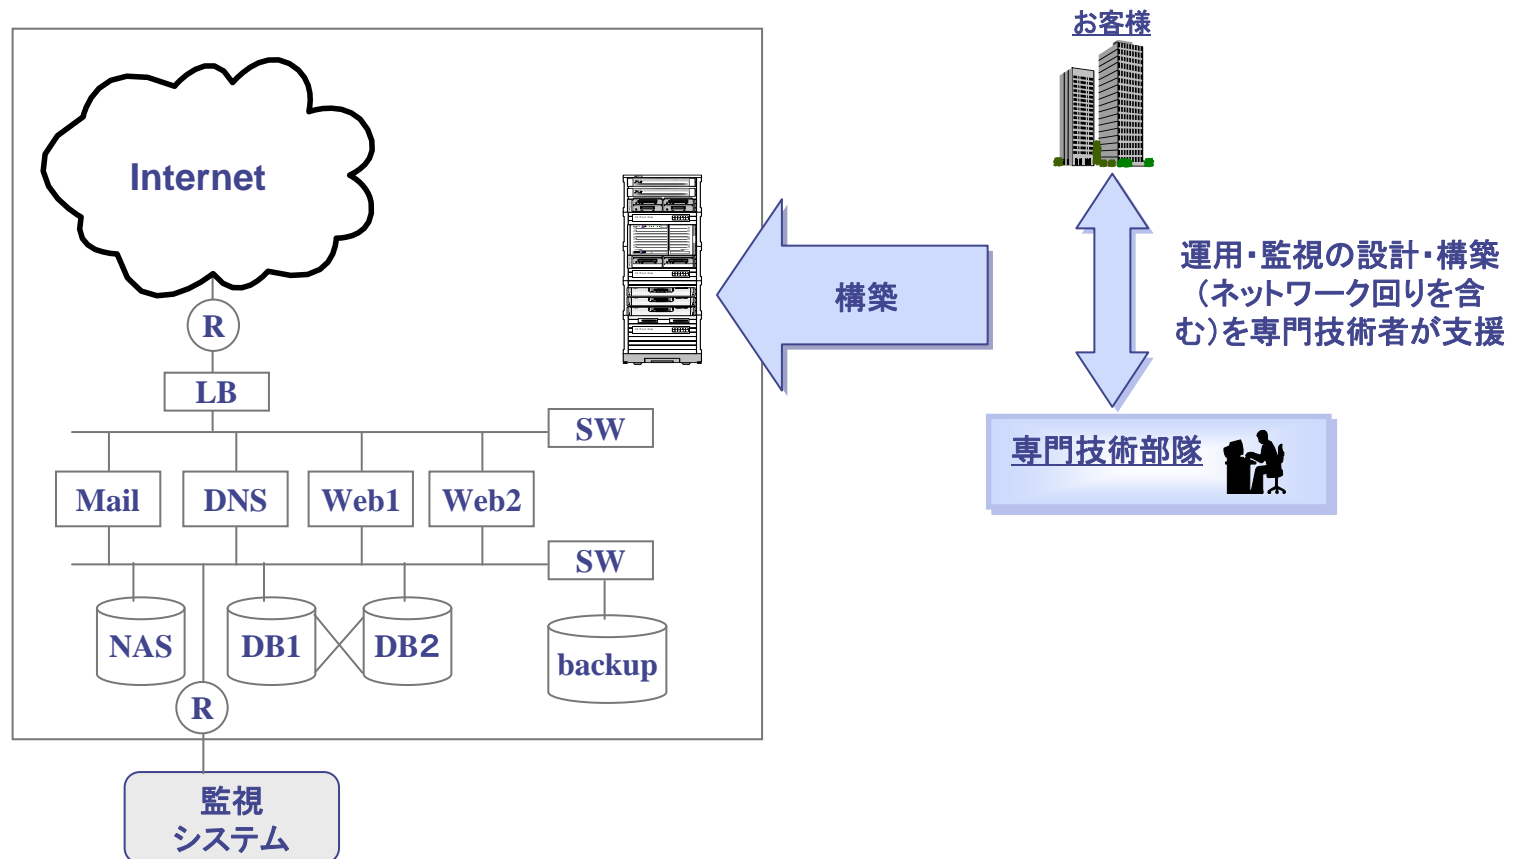 お客様
Internet
運用・監視の設計・構築
（ネットワーク回りを含
む）を専門技術者が支援
構築
R
LB
SW
専門技術部隊
Mail
DNS
Web1
Web2
SW
NAS
DB1
DB２
backup
R
監視
システム